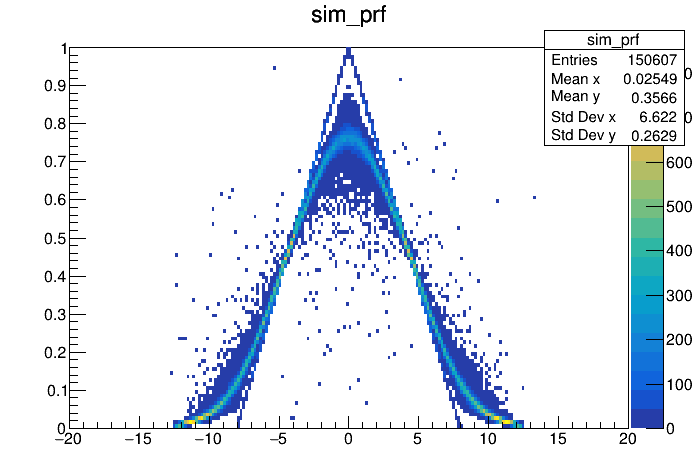 sim_prf
sim_prf
Entries 150607
Mean x 0.02549
Mean y 0.3566
Std Dev x 6.622
Std Dev y 0.2629
1
0.9
0.8
0.7
0.6
0.5
0.4
0.3
0.2
0.1
0
−20 −15 −10 −5 0 5 10 15 20
600
500
400
300
200
100
0